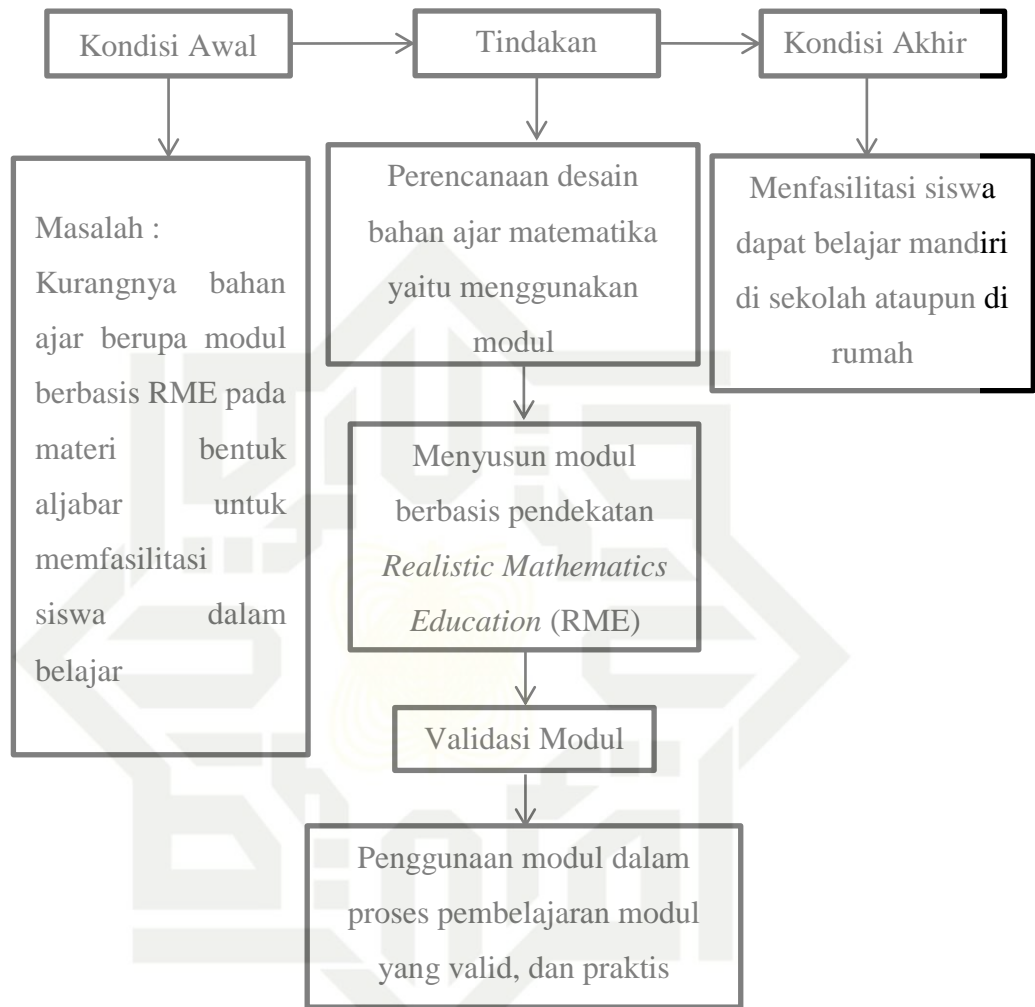 Kondisi Awal
Tindakan
Kondisi Akhir
Masalah :
Kurangnya bahan
ajar berupa modul
berbasis RME pada
materi bentuk
aljabar untuk
memfasilitasi
siswa dalam
belajar
Perencanaan desain
bahan ajar matematika
yaitu menggunakan
modul
Menyusun modul
berbasis pendekatan
Realistic Mathematics
Education (RME)
Validasi Modul
Penggunaan modul dalam
proses pembelajaran modul
yang valid, dan praktis
Menfasilitasi siswa
dapat belajar mandiri
di sekolah ataupun di
rumah